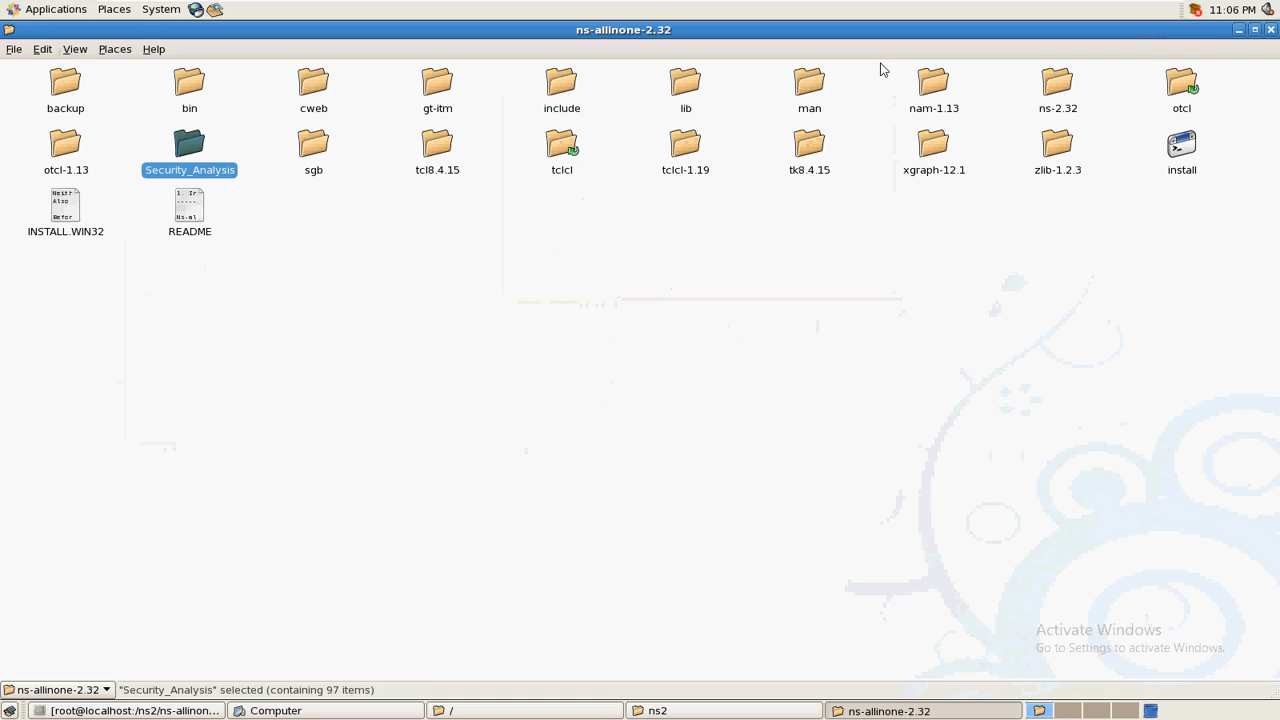 Applications Places System 11:06 PM
ns-allinone-2.32
File Edit View Places Help
backup bin cweb gt-itm include lib man nam-1.13 ns-2.32 otcl
otcl-1.13 Security_Analysis sgb tcl8.4.15 tclcl tclcl-1.19 tk8.4.15 xgraph-12.1 zlib-1.2.3 install
INSTALL.WIN32 README
Activate Windows
Go to Settings to activate Windows.
ns-allinone-2.32 "Security_Analysis" selected (containing 97 items)
[root@localhost:/ns2/ns-allinon... Computer / ns2 ns-allinone-2.32